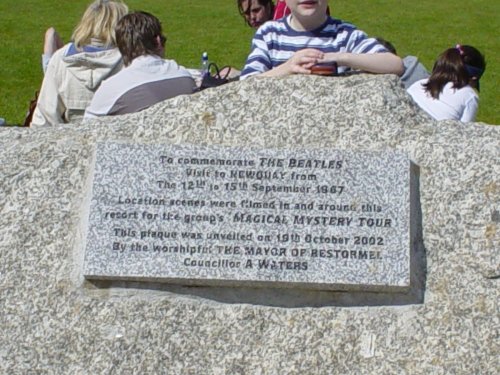 To commemorate THE BEATLES
Visit to NEWQUAY from
The 12th to 15th September 1967
Location scenes were filmed in and around this
resort for the group's 'MAGICAL MYSTERY TOUR'
This plaque was unveiled on 10th October 2002
By the worshipful THE MAYOR OF RESTORMEL
Councillor A WATERS